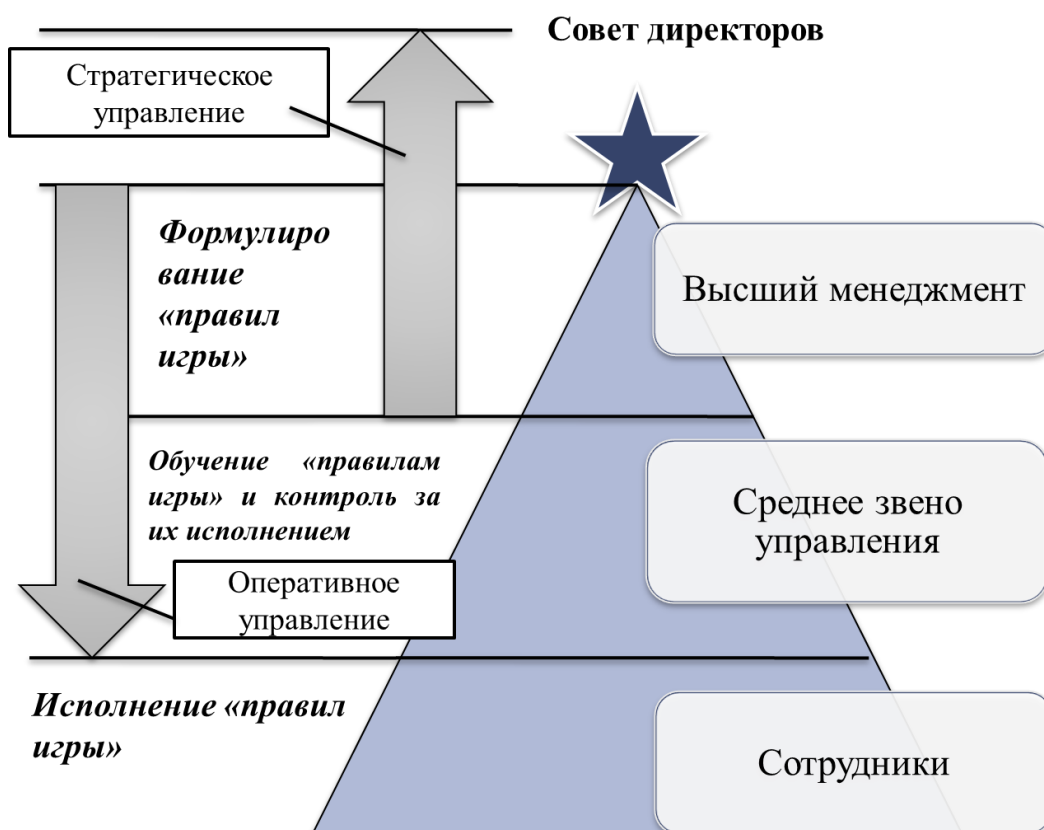 Совет директоров
Стратегическое
управление
Формулиро
вание
«правил
игры»
Высший менеджмент
Обучение «правилам
игры» и контроль за
их исполнением
Среднее звено
управления
Оперативное
управление
Исполнение «правил
игры»
Сотрудники